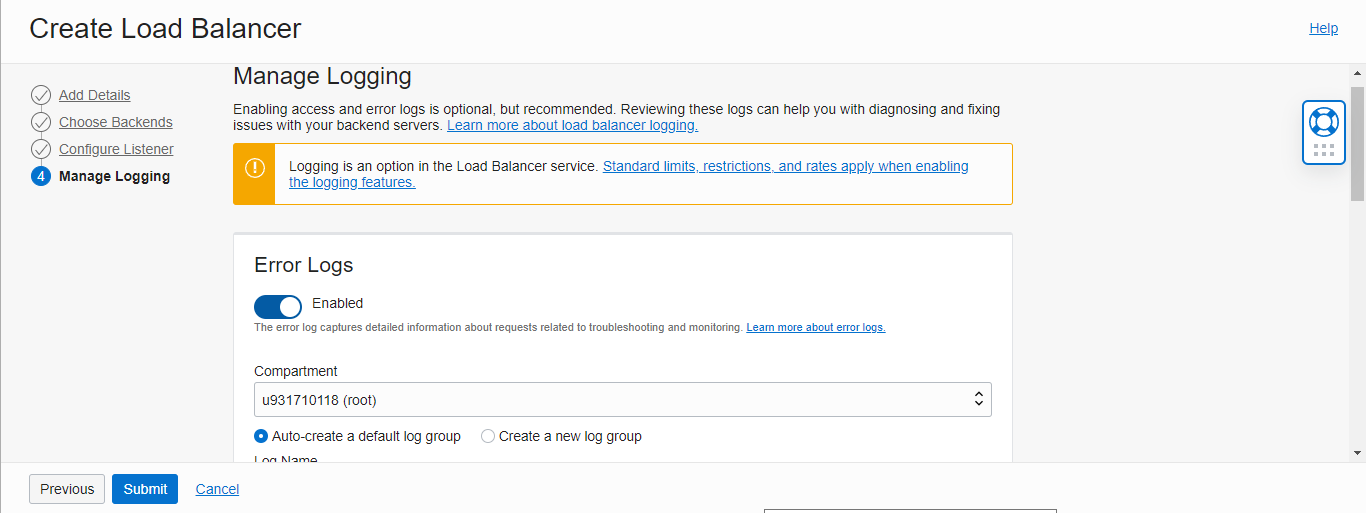 Create Load Balancer
Help
Add Details
Choose Backends
Configure Listener
4 Manage Logging
Manage Logging
Enabling access and error logs is optional, but recommended. Reviewing these logs can help you with diagnosing and fixing
issues with your backend servers. Learn more about load balancer logging.
Logging is an option in the Load Balancer service. Standard limits, restrictions, and rates apply when enabling
the logging features.
Error Logs
Enabled
The error log captures detailed information about requests related to troubleshooting and monitoring. Learn more about error logs.
Compartment
u931710118 (root)
Auto-create a default log group Create a new log group
Log Name
Previous Submit Cancel